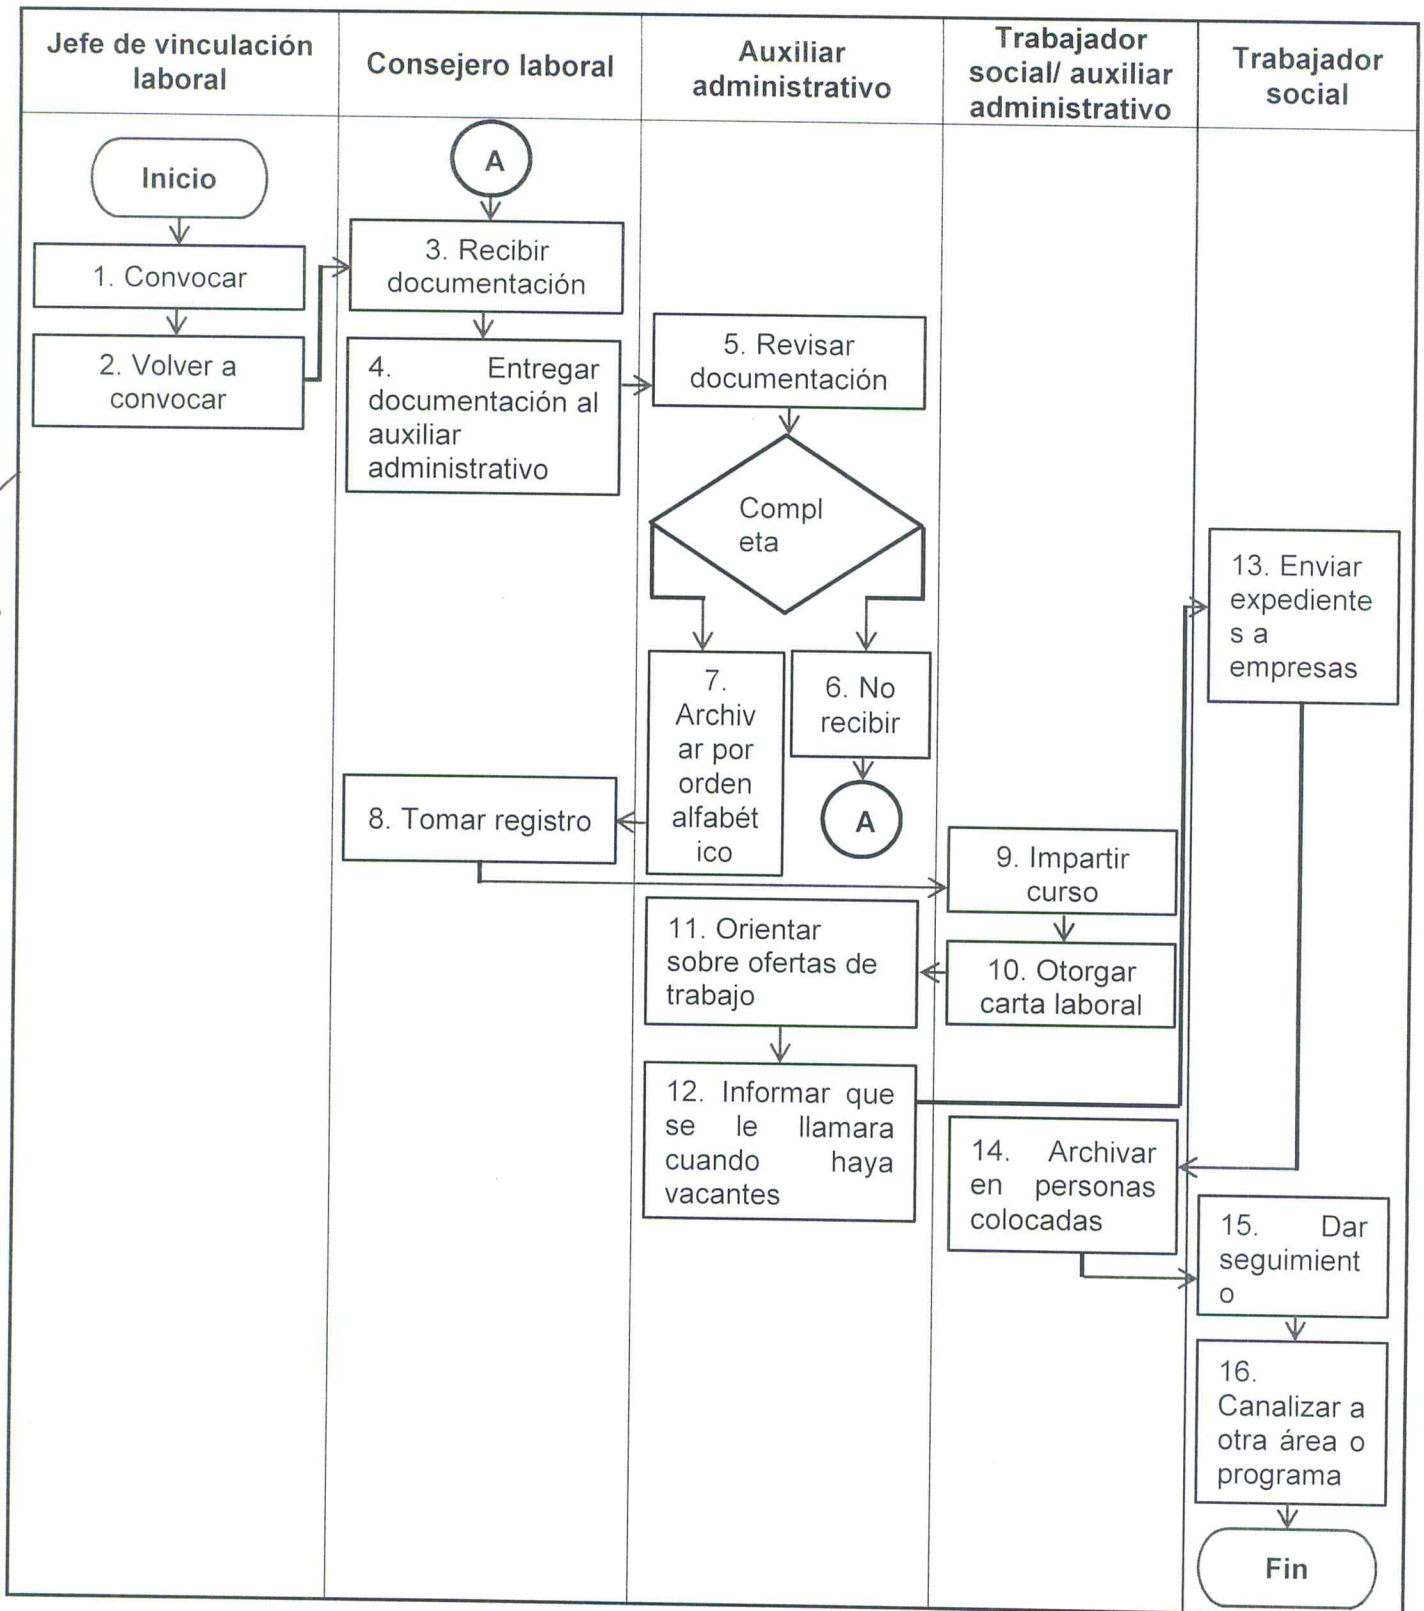 Jefe de vinculación
laboral
Consejero laboral
Auxiliar
administrativo
Trabajador
social/ auxiliar
administrativo
Trabajador
social
Inicio
1. Convocar
2. Volver a
convocar
A
3. Recibir
documentación
4. Entregar
documentación al
auxiliar
administrativo
5. Revisar
documentación
Compl
eta
7.
Archiv
ar por
orden
alfabét
ico
6. No
recibir
A
8. Tomar registro
9. Impartir
curso
10. Otorgar
carta laboral
11. Orientar
sobre ofertas de
trabajo
12. Informar que
se le llamara
cuando haya
vacantes
13. Enviar
expediente
s a
empresas
14. Archivar
en personas
colocadas
15. Dar
seguimient
o
16.
Canalizar a
otra área o
programa
Fin